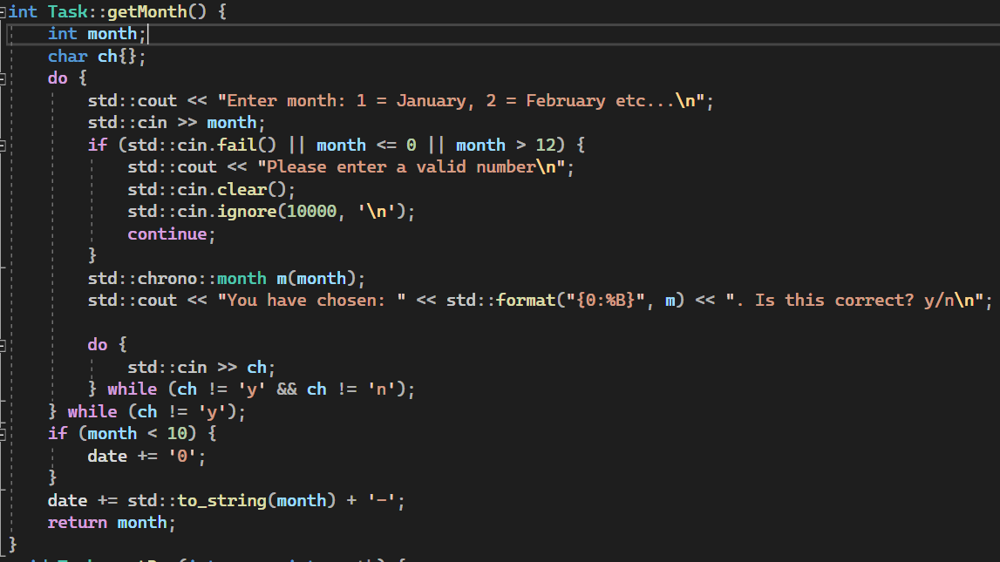 int Task::getMonth() {
    int month;
    char ch{};
    do {
        std::cout << "Enter month: 1 = January, 2 = February etc...\n";
        std::cin >> month;
        if (std::cin.fail() || month <= 0 || month > 12) {
            std::cout << "Please enter a valid number\n";
            std::cin.clear();
            std::cin.ignore(10000, '\n');
            continue;
        }
        std::chrono::month m(month);
        std::cout << "You have chosen: " << std::format("{0:%B}", m) << ". Is this correct? y/n\n";

        do {
            std::cin >> ch;
        } while (ch != 'y' && ch != 'n');
    } while (ch != 'y');
    if (month < 10) {
        date += '0';
    }
    date += std::to_string(month) + '-';
    return month;
}